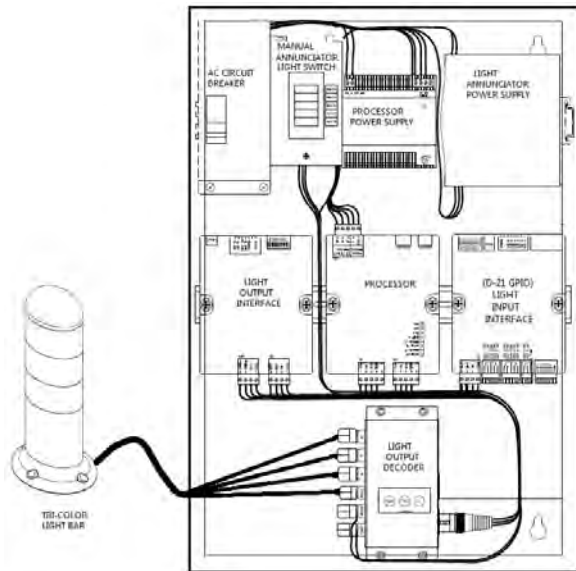 MANUAL
ANNUNCIATOR
LIGHT SWITCH
AC CIRCUIT
BREAKER
PROCESSOR
POWER SUPPLY
LIGHT
ANNUNCIATOR
POWER SUPPLY
LIGHT
OUTPUT
INTERFACE
PROCESSOR
(D-21 GPIO)
LIGHT
INPUT
INTERFACE
LIGHT
OUTPUT
DECODER
TRI-COLOR
LIGHT BAR